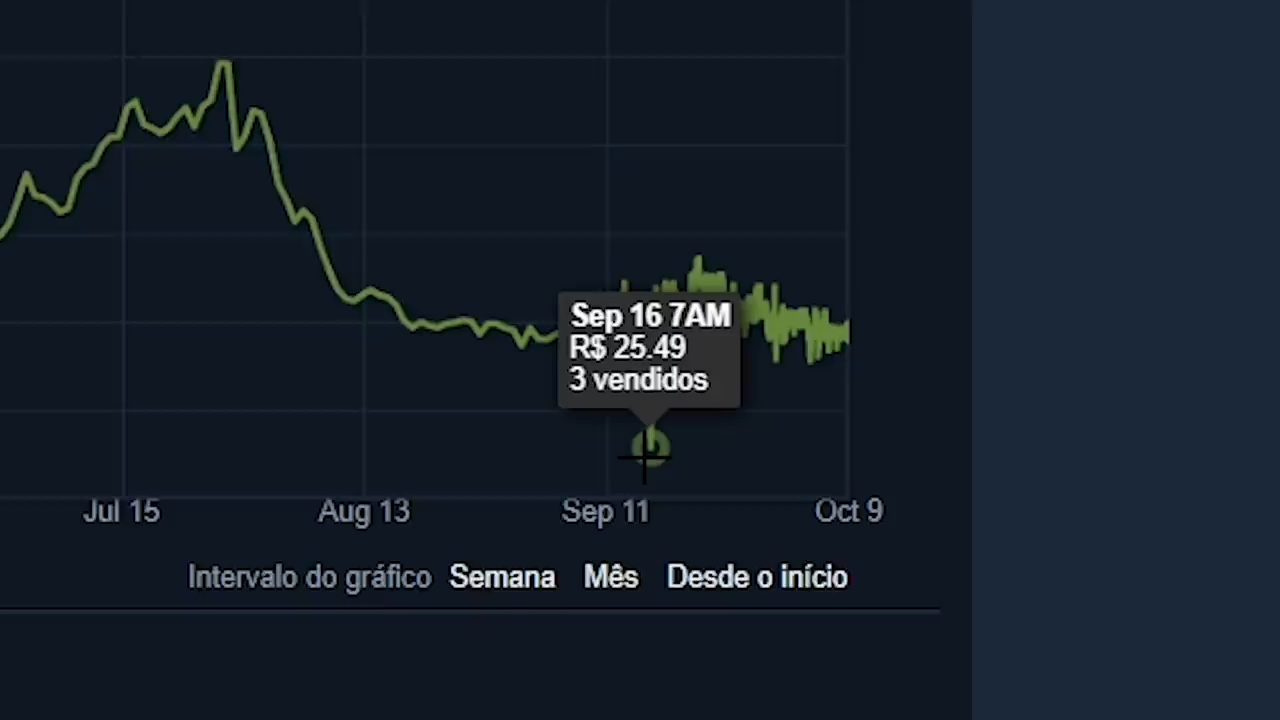 Sep 16 7AM
R$ 25.49
3 vendidos
Jul 15 Aug 13 Sep 11 Oct 9
Intervalo do gráfico Semana Mês Desde o início